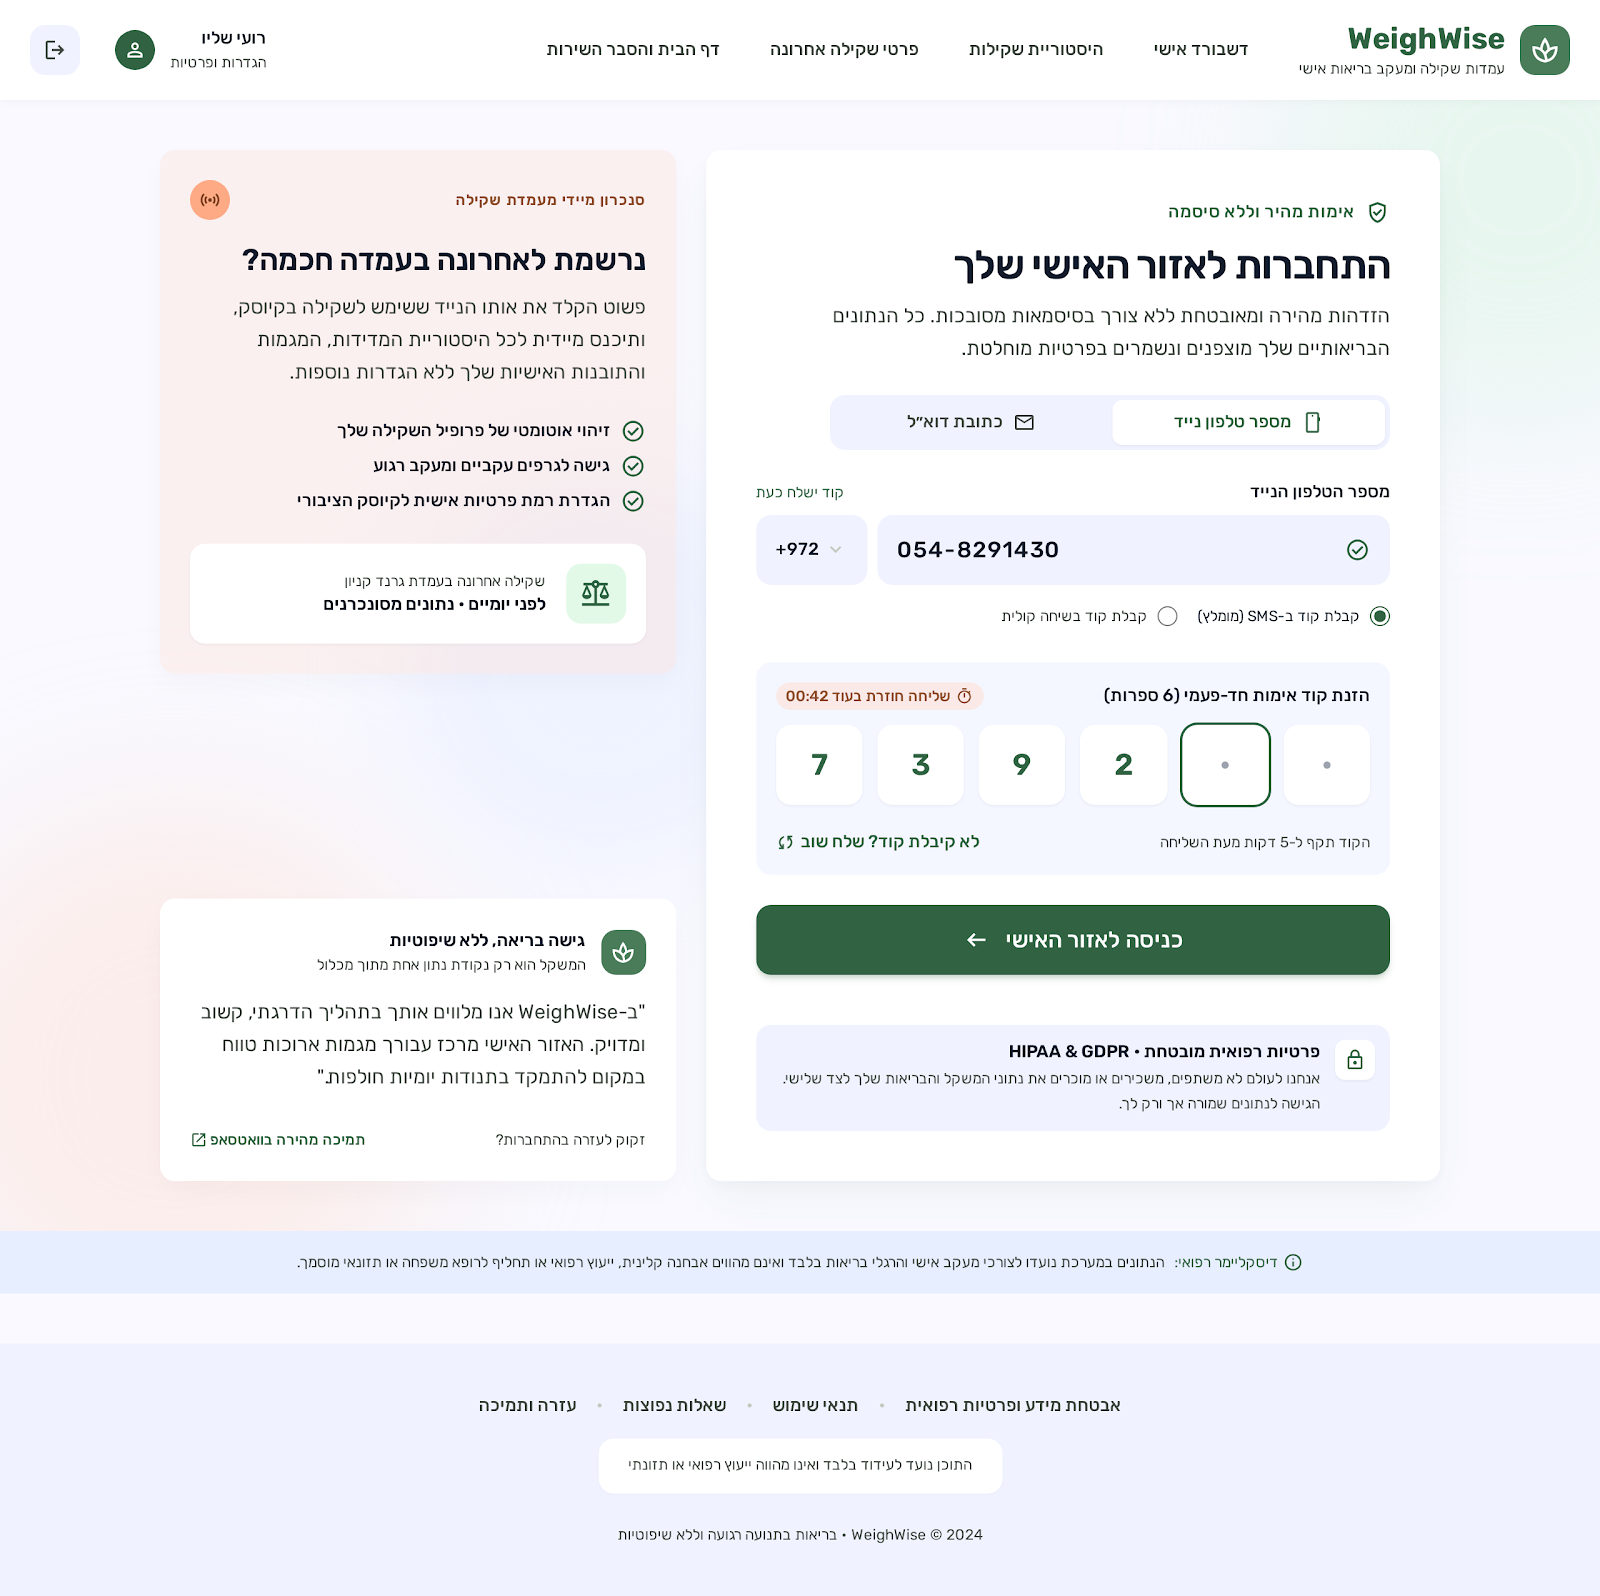 WeighWise
עמדות שקילה ומעקב בריאות אישי
דשבורד אישי
היסטוריית שקילות
פרטי שקילה אחרונה
דף הבית והסבר השירות
רועי שליו
הגדרות ופרטיות
אימות מהיר וללא סיסמה
התחברות לאזור האישי שלך
הזדהות מהירה ומאובטחת ללא צורך בסיסמאות מסובכות. כל הנתונים
הבריאותיים שלך מוצפנים ונשמרים בפרטיות מוחלטת.
מספר טלפון נייד
כתובת דוא״ל
מספר הטלפון הנייד
קוד ישלח כעת
054-8291430
+972
קבלת קוד ב-SMS (מומלץ)
קבלת קוד בשיחה קולית
הזנת קוד אימות חד-פעמי (6 ספרות)
שליחה חוזרת בעוד 00:42
7 3 9 2 • •
הקוד תקף ל-5 דקות מעת השליחה
לא קיבלת קוד? שלח שוב
כניסה לאזור האישי
פרטיות רפואית מובטחת • HIPAA & GDPR
אנחנו לעולם לא משתפים, משכירים או מוכרים את נתוני המשקל והבריאות שלך לצד שלישי.
הגישה לנתונים שמורה אך ורק לך.
סנכרון מיידי מעמדת שקילה
נרשמת לאחרונה בעמדה חכמה?
פשוט הקלד את אותו הנייד ששימש לשקילה בקיוסק,
ותיכנס מיידית לכל היסטוריית המדידות, המגמות
והתובנות האישיות שלך ללא הגדרות נוספות.
זיהוי אוטומטי של פרופיל השקילה שלך
גישה לגרפים עקביים ומעקב רגוע
הגדרת רמת פרטיות אישית לקיוסק הציבורי
שקילה אחרונה בעמדת גרנד קניון
לפני יומיים • נתונים מסונכרנים
גישה בריאה, ללא שיפוטיות
המשקל הוא רק נקודת נתון אחת מתוך מכלול
"ב-WeighWise אנו מלווים אותך בתהליך הדרגתי, קשוב
ומדויק. האזור האישי מרכז עבורך מגמות ארוכות טווח
במקום להתמקד בתנודות יומיות חולפות."
זקוק לעזרה בהתחברות?
תמיכה מהירה בוואטסאפ
דיסקליימר רפואי: הנתונים במערכת נועדו לצורכי מעקב אישי והרגלי בריאות בלבד ואינם מהווים אבחנה קלינית, ייעוץ רפואי או תחליף לרופא משפחה או תזונאי מוסמך.
אבטחת מידע ופרטיות רפואית • תנאי שימוש • שאלות נפוצות • עזרה ותמיכה
התוכן נועד לעידוד בלבד ואינו מהווה ייעוץ רפואי או תזונתי
WeighWise © 2024 • בריאות בתנועה רגועה וללא שיפוטיות